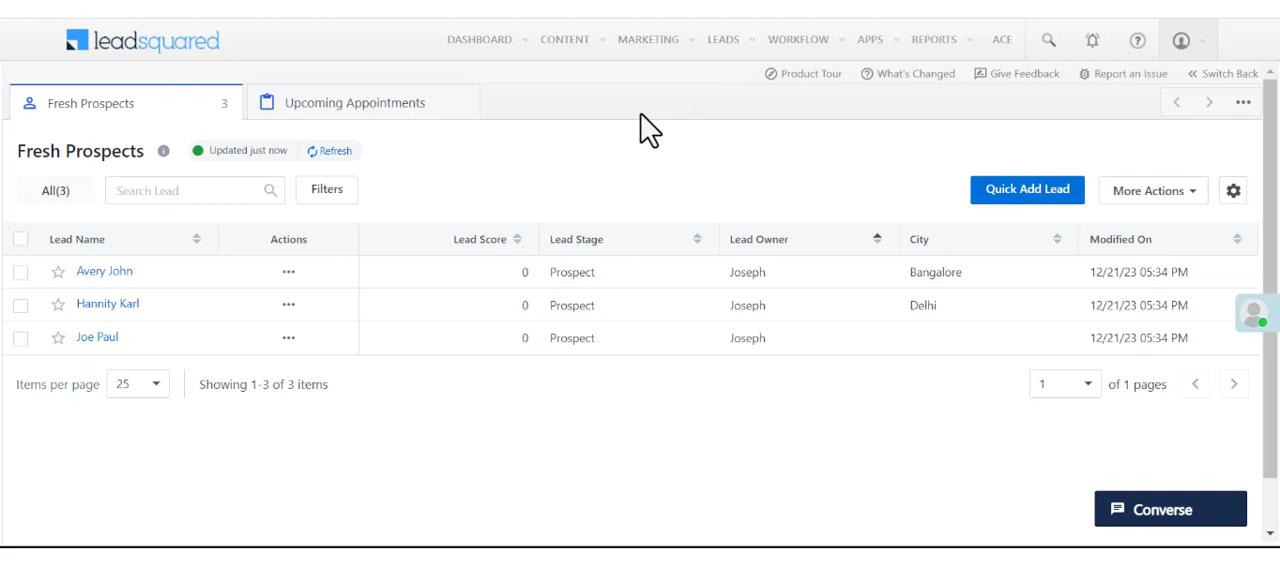 leadsquared DASHBOARD CONTENT MARKETING LEADS WORKFLOW APPS REPORTS ACE
Product Tour What's Changed Give Feedback Report an Issue Switch Back
Fresh Prospects 3 Upcoming Appointments
Fresh Prospects Updated just now Refresh
All(3) Search Lead Filters Quick Add Lead More Actions
Lead Name Actions Lead Score Lead Stage Lead Owner City Modified On
Avery John 0 Prospect Joseph Bangalore 12/21/23 05:34 PM
Hannity Karl 0 Prospect Joseph Delhi 12/21/23 05:34 PM
Joe Paul 0 Prospect Joseph 12/21/23 05:34 PM
Items per page 25 Showing 1-3 of 3 items 1 of 1 pages
Converse